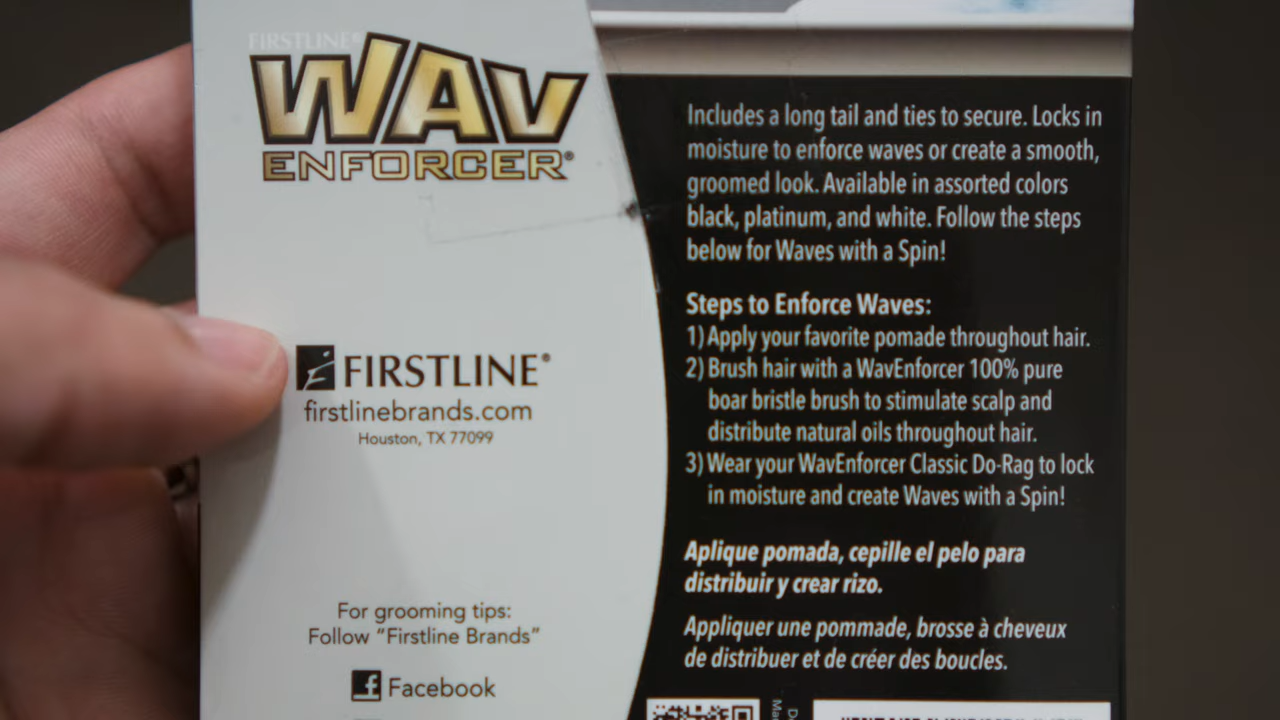 FIRSTLINE®
WAV
ENFORCER®
FIRSTLINE®
firstlinebrands.com
Houston, TX 77099
For grooming tips:
Follow “Firstline Brands”
f Facebook
Includes a long tail and ties to secure. Locks in
moisture to enforce waves or create a smooth,
groomed look. Available in assorted colors
black, platinum, and white. Follow the steps
below for Waves with a Spin!
Steps to Enforce Waves:
1) Apply your favorite pomade throughout hair.
2) Brush hair with a WavEnforcer 100% pure
boar bristle brush to stimulate scalp and
distribute natural oils throughout hair.
3) Wear your WavEnforcer Classic Do-Rag to lock
in moisture and create Waves with a Spin!
Aplique pomada, cepille el pelo para
distribuir y crear rizo.
Appliquer une pommade, brosse à cheveux
de distribuer et de créer des boucles.